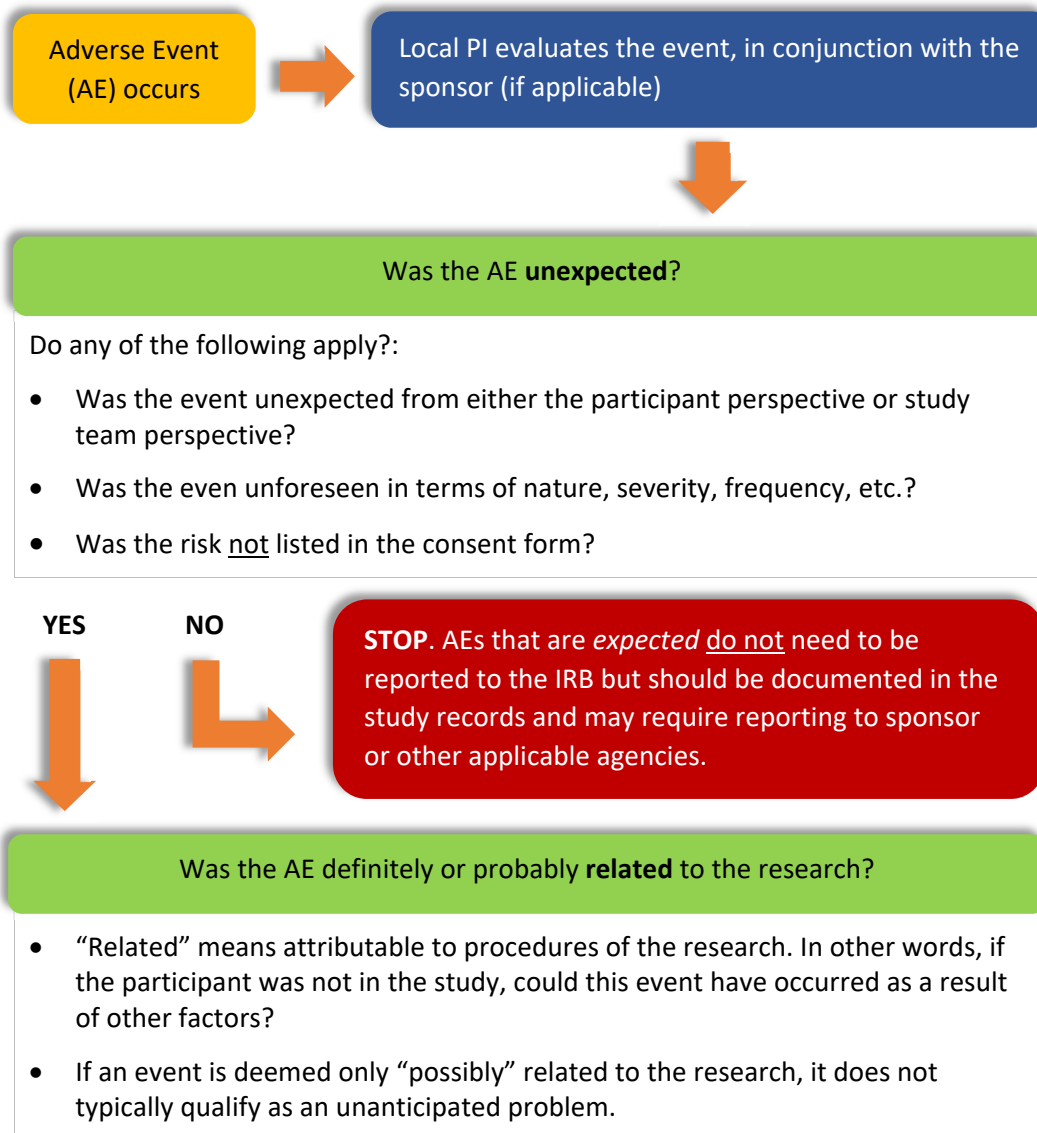 Adverse Event
(AE) occurs
Local PI evaluates the event, in conjunction with the
sponsor (if applicable)
Was the AE unexpected?
Do any of the following apply?:
• Was the event unexpected from either the participant perspective or study
team perspective?
• Was the even unforeseen in terms of nature, severity, frequency, etc.?
• Was the risk not listed in the consent form?
YES NO
STOP. AEs that are expected do not need to be
reported to the IRB but should be documented in the
study records and may require reporting to sponsor
or other applicable agencies.
Was the AE definitely or probably related to the research?
• “Related” means attributable to procedures of the research. In other words, if
the participant was not in the study, could this event have occurred as a result
of other factors?
• If an event is deemed only “possibly” related to the research, it does not
typically qualify as an unanticipated problem.